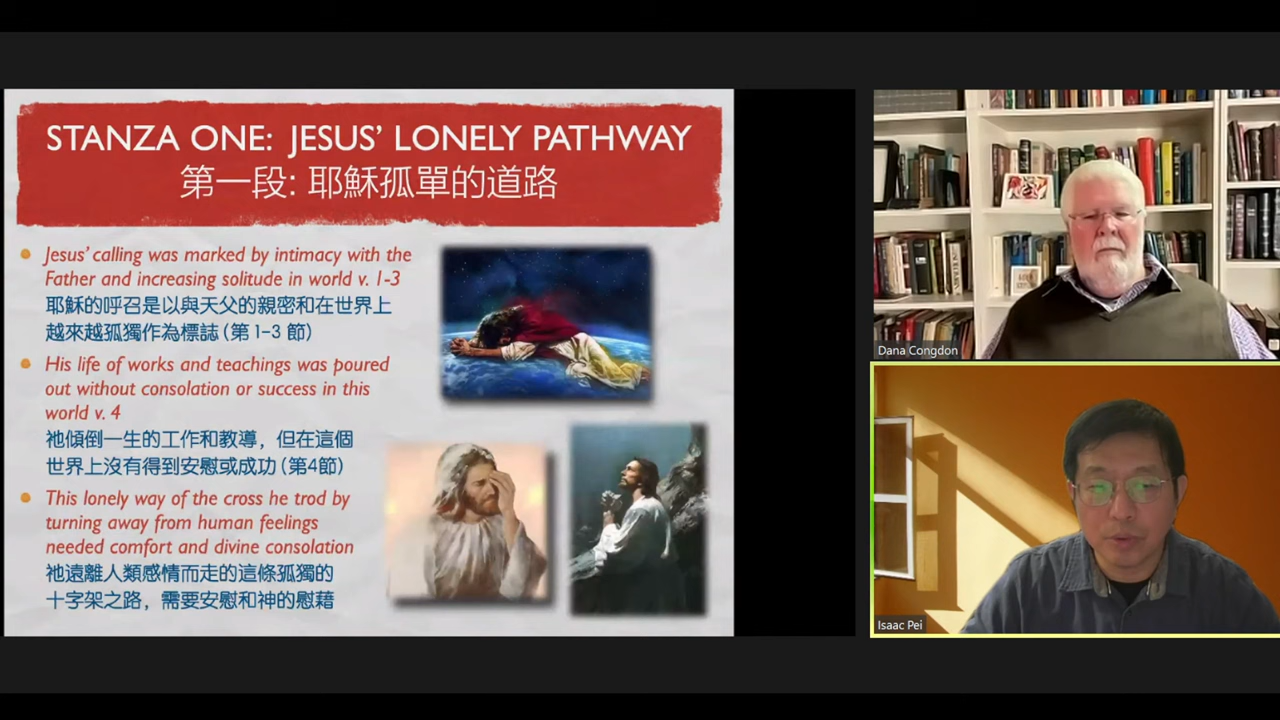 STANZA ONE: JESUS' LONELY PATHWAY
第一段: 耶穌孤單的道路
Jesus' calling was marked by intimacy with the
Father and increasing solitude in world v. 1-3
耶穌的呼召是以與天父的親密和在世界上
越來越孤獨作為標誌 (第 1-3 節)
His life of works and teachings was poured
out without consolation or success in this
world v. 4
祂傾倒一生的工作和教導，但在這個
世界上沒有得到安慰或成功 (第4節)
This lonely way of the cross he trod by
turning away from human feelings
needed comfort and divine consolation
祂遠離人類感情而走的這條孤獨的
十字架之路，需要安慰和神的慰藉
Dana Congdon
Isaac Pei